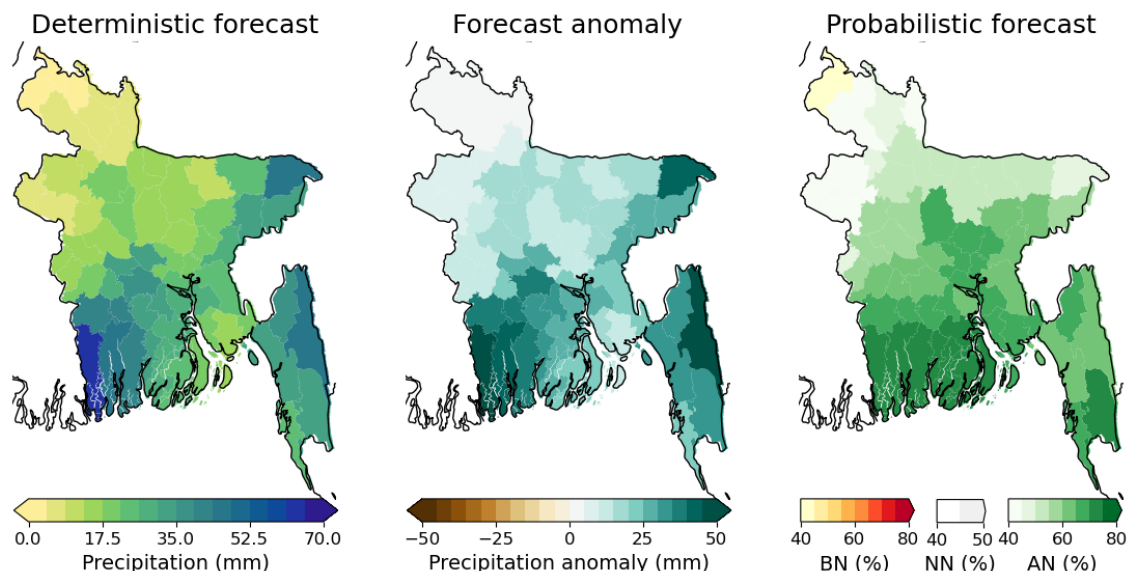 Deterministic forecast
Forecast anomaly
Probabilistic forecast
0.0 17.5 35.0 52.5 70.0
Precipitation (mm)
−50 −25 0 25 50
Precipitation anomaly (mm)
40 60 80
BN (%)
40 50
NN (%)
40 60 80
AN (%)